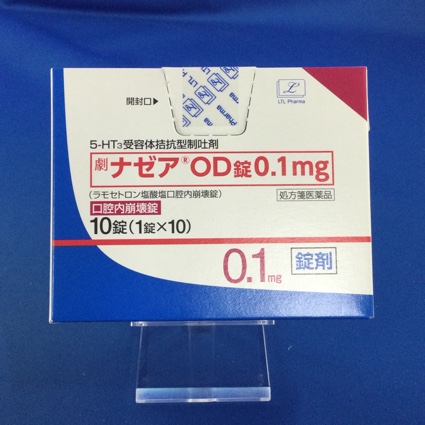 開封口▶
LTL Pharma
5-HT₃受容体拮抗型制吐剤
劇 ナゼア®OD錠0.1mg
(ラモセトロン塩酸塩口腔内崩壊錠)
処方箋医薬品
口腔内崩壊錠
10錠(1錠×10)
0.1mg
錠剤